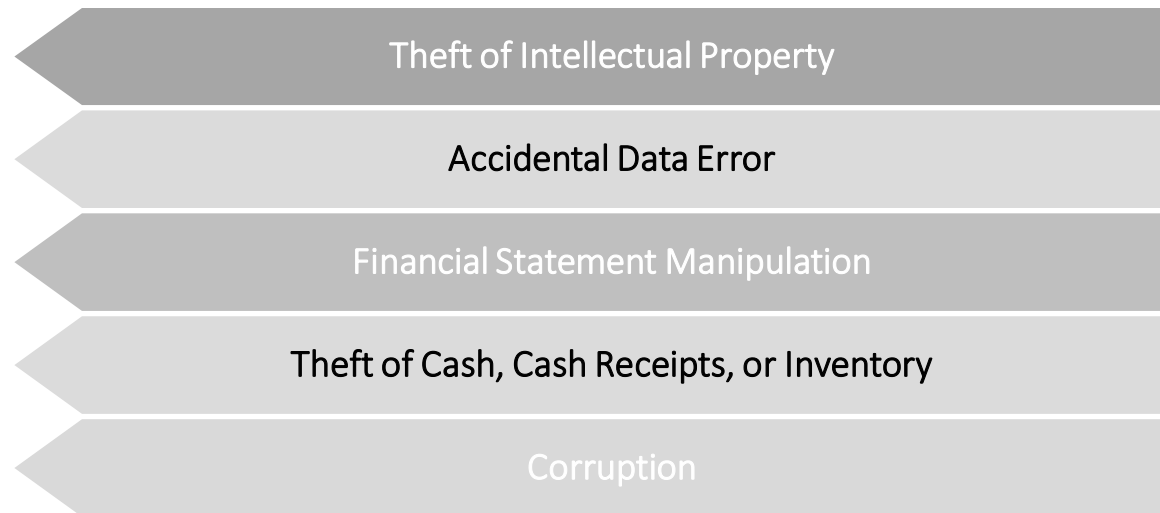 Theft of Intellectual Property
Accidental Data Error
Financial Statement Manipulation
Theft of Cash, Cash Receipts, or Inventory
Corruption